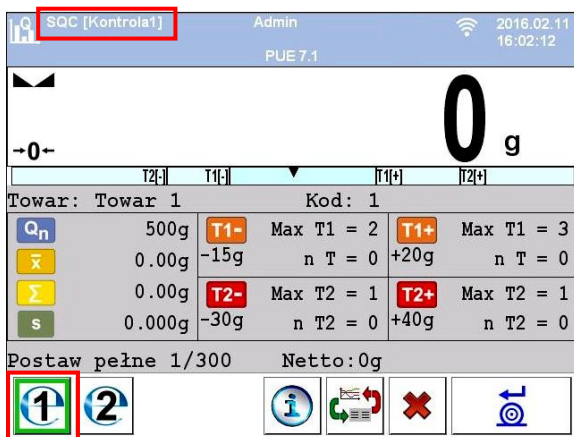 SQC [Kontrola1] Admin 2016.02.11
PUE 7.1 16:02:12
0 g
→0←
T2[-] T1[-] T1[+] T2[+]
Towar: Towar 1 Kod: 1
Qn 500g T1- Max T1 = 2 T1+ Max T1 = 3
x̄ 0.00g -15g n T = 0 +20g n T = 0
Σ 0.00g T2- Max T2 = 1 T2+ Max T2 = 1
s 0.000g -30g n T2 = 0 +40g n T2 = 0
Postaw pełne 1/300 Netto:0g
1 2 i